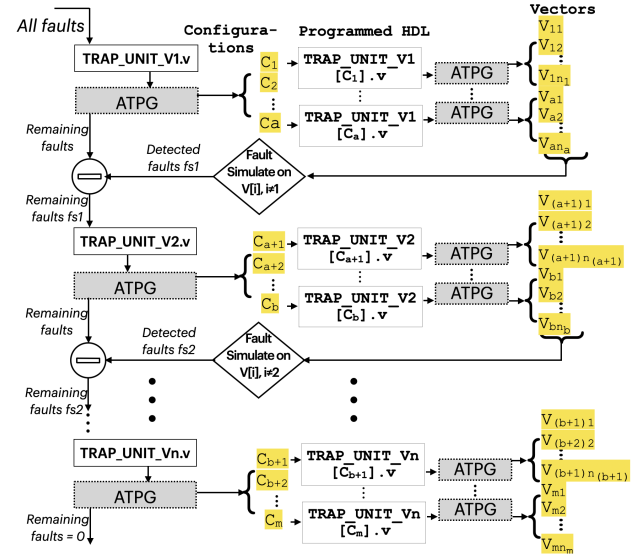 All faults
Configura-
tions
Programmed HDL
Vectors
TRAP_UNIT_V1.v
ATPG
C1
C2
⋮
Ca
TRAP_UNIT_V1
[C1].v
⋮
TRAP_UNIT_V1
[Ca].v
ATPG
⋮
ATPG
V11
V12
⋮
V1n1
Va1
Va2
⋮
Vana
Remaining
faults
Detected
faults fs1
Fault
Simulate on
V[i], i≠1
Remaining
faults fs1
TRAP_UNIT_V2.v
ATPG
Ca+1
Ca+2
⋮
Cb
TRAP_UNIT_V2
[Ca+1].v
⋮
TRAP_UNIT_V2
[Cb].v
ATPG
⋮
ATPG
V(a+1)1
V(a+1)2
⋮
V(a+1)n(a+1)
Vb1
Vb2
⋮
Vbnb
Remaining
faults
Detected
faults fs2
Fault
Simulate on
V[i], i≠2
Remaining
faults fs2
TRAP_UNIT_Vn.v
ATPG
Cb+1
Cb+2
⋮
Cm
TRAP_UNIT_Vn
[Cb+1].v
⋮
TRAP_UNIT_Vn
[Cm].v
ATPG
⋮
ATPG
V(b+1)1
V(b+2)2
⋮
V(b+1)n(b+1)
Vm1
Vm2
⋮
Vmnm
Remaining
faults = 0